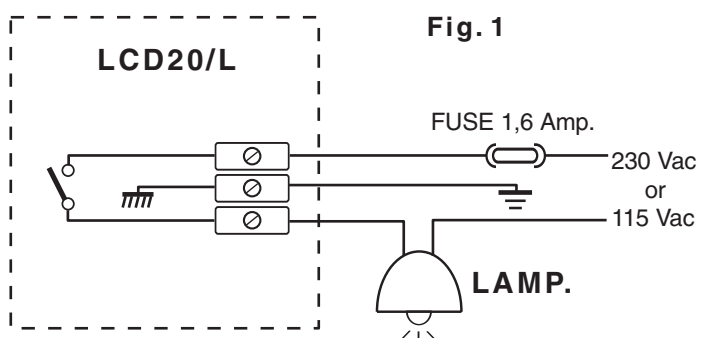 Fig. 1
LCD20/L
FUSE 1,6 Amp.
230 Vac
or
115 Vac
LAMP.